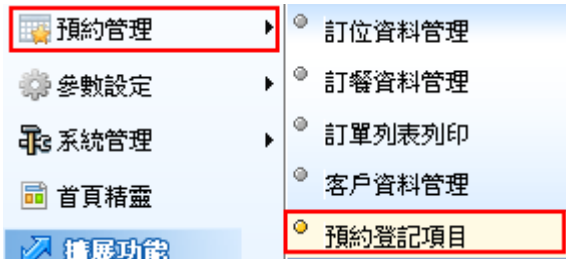 預約管理
參數設定
系統管理
首頁精靈
擴展功能
訂位資料管理
訂餐資料管理
訂單列表列印
客戶資料管理
預約登記項目